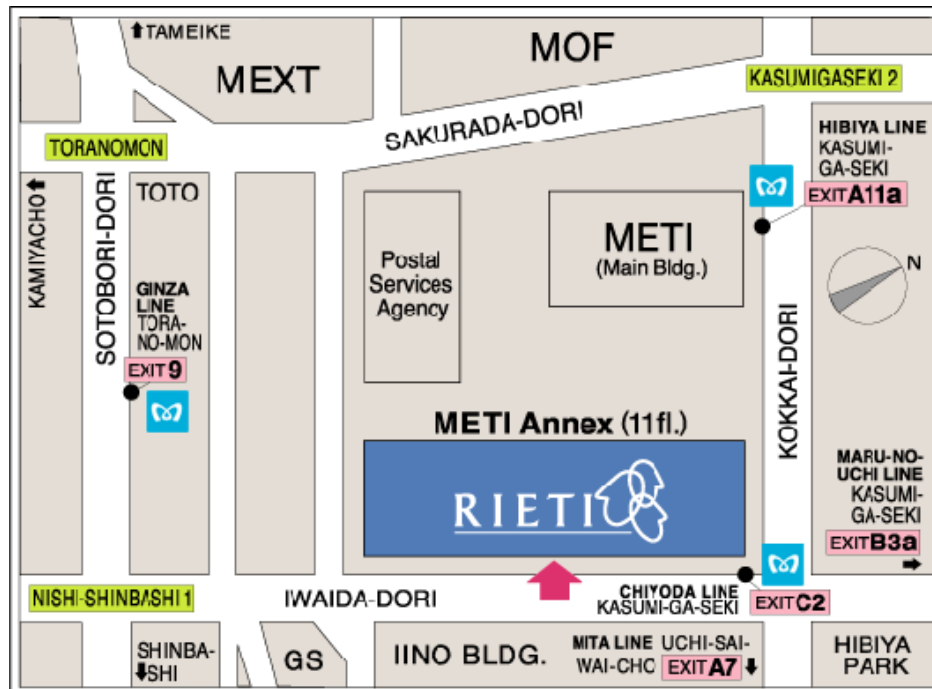 TAMEIKE
MEXT
MOF
KASUMIGASEKI 2
TORANOMON
SAKURADA-DORI
HIBIYA LINE
KASUMI-
GA-SEKI
EXIT A11a
KAMIYACHO
SOTOBORI-DORI
TOTO
GINZA
LINE
TORA-
NO-MON
EXIT 9
Postal
Services
Agency
METI
(Main Bldg.)
N
KOKKAI-DORI
METI Annex (11fl.)
RIETI
MARU-NO-
UCHI LINE
KASUMI-
GA-SEKI
EXIT B3a
NISHI-SHINBASHI 1
IWAIDA-DORI
CHIYODA LINE
KASUMI-GA-SEKI
EXIT C2
SHINBA-
SHI
GS
IINO BLDG.
MITA LINE UCHI-SAI-
WAI-CHO EXIT A7
HIBIYA
PARK